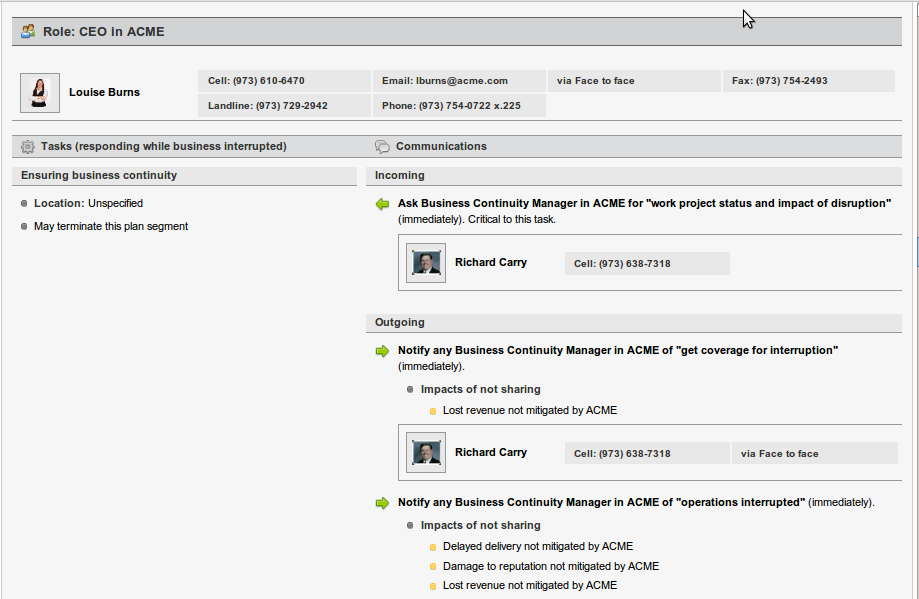 Role: CEO in ACME
Louise Burns
Cell: (973) 610-6470
Email: lburns@acme.com
via Face to face
Fax: (973) 754-2493
Landline: (973) 729-2942
Phone: (973) 754-0722 x.225
Tasks (responding while business interrupted)
Communications
Ensuring business continuity
Location: Unspecified
May terminate this plan segment
Incoming
Ask Business Continuity Manager in ACME for "work project status and impact of disruption"
(immediately). Critical to this task.
Richard Carry
Cell: (973) 638-7318
Outgoing
Notify any Business Continuity Manager in ACME of "get coverage for interruption"
(immediately).
Impacts of not sharing
Lost revenue not mitigated by ACME
Richard Carry
Cell: (973) 638-7318
via Face to face
Notify any Business Continuity Manager in ACME of "operations interrupted" (immediately).
Impacts of not sharing
Delayed delivery not mitigated by ACME
Damage to reputation not mitigated by ACME
Lost revenue not mitigated by ACME